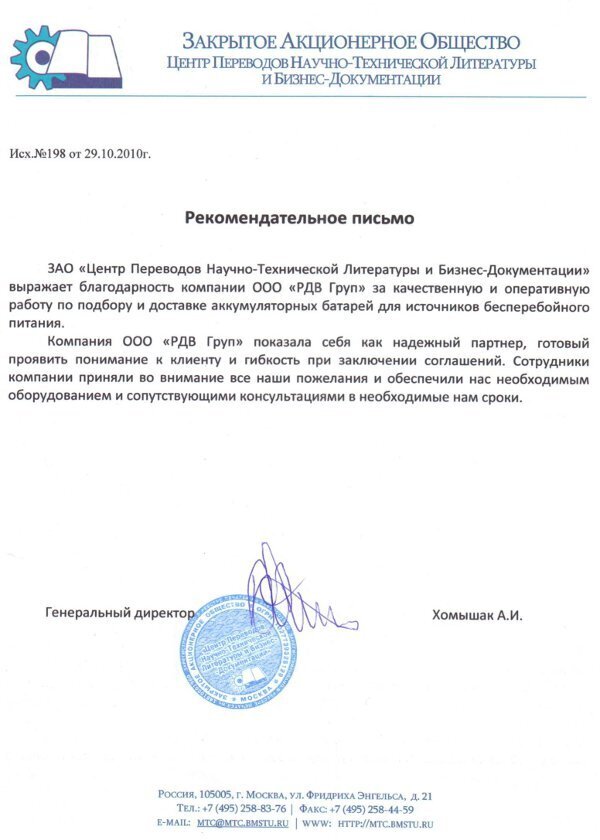 Закрытое Акционерное Общество
Центр Переводов Научно-Технической Литературы
и Бизнес-Документации
Исх.№198 от 29.10.2010г.
Рекомендательное письмо
ЗАО «Центр Переводов Научно-Технической Литературы и Бизнес-Документации»
выражает благодарность компании ООО «РДВ Груп» за качественную и оперативную
работу по подбору и доставке аккумуляторных батарей для источников бесперебойного
питания.
Компания ООО «РДВ Груп» показала себя как надежный партнер, готовый
проявить понимание к клиенту и гибкость при заключении соглашений. Сотрудники
компании приняли во внимание все наши пожелания и обеспечили нас необходимым
оборудованием и сопутствующими консультациями в необходимые нам сроки.
Генеральный директор
Хомышак А.И.
ЗАКРЫТОЕ АКЦИОНЕРНОЕ ОБЩЕСТВО
МОСКВА
«Центр Переводов
Научно-Технической
Литературы и Бизнес-
Документации»
Россия, 105005, г. Москва, ул. Фридриха Энгельса, д. 21
Тел.: +7 (495) 258-83-76 | Факс: +7 (495) 258-44-59
e-mail: mtc@mtc.bmstu.ru | www: http://mtc.bmstu.ru